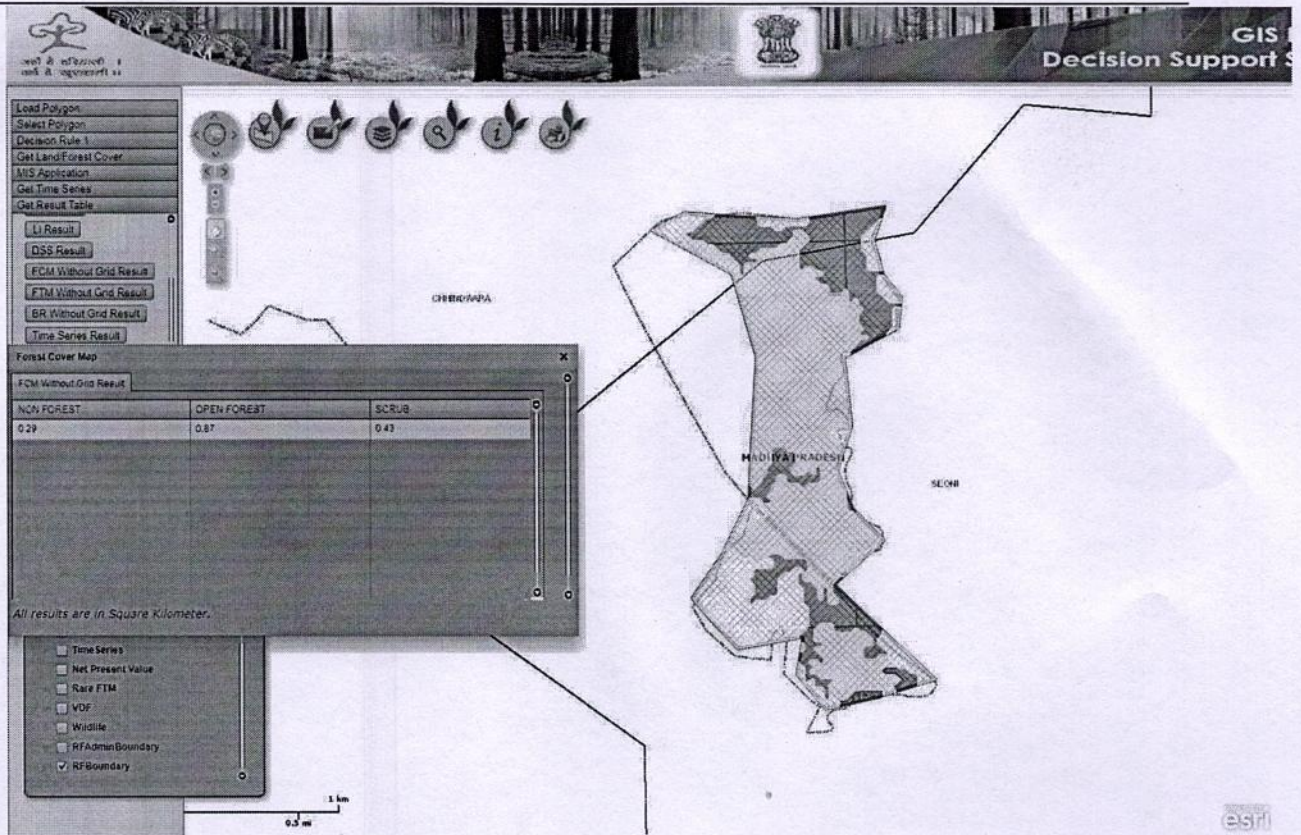 GIS
Decision Support S
Load Polygon
Select Polygon
Decision Rule 1
Get Land/Forest Cover
MIS Application
Get Time Series
Get Result Table
LI Result
DSS Result
FCM Without Grid Result
FTM Without Grid Result
BR Without Grid Result
Time Series Result
CHHINDWARA
Forest Cover Map
FCM Without Grid Result
NON FOREST OPEN FOREST SCRUB
0.29 0.87 0.43
MADHYA PRADESH
SEONI
All results are in Square Kilometer.
TimeSeries
Net Present Value
Rare FTM
VDF
Wildlife
RFAdminBoundary
RFBoundary
1 km
0.5 mi
esri